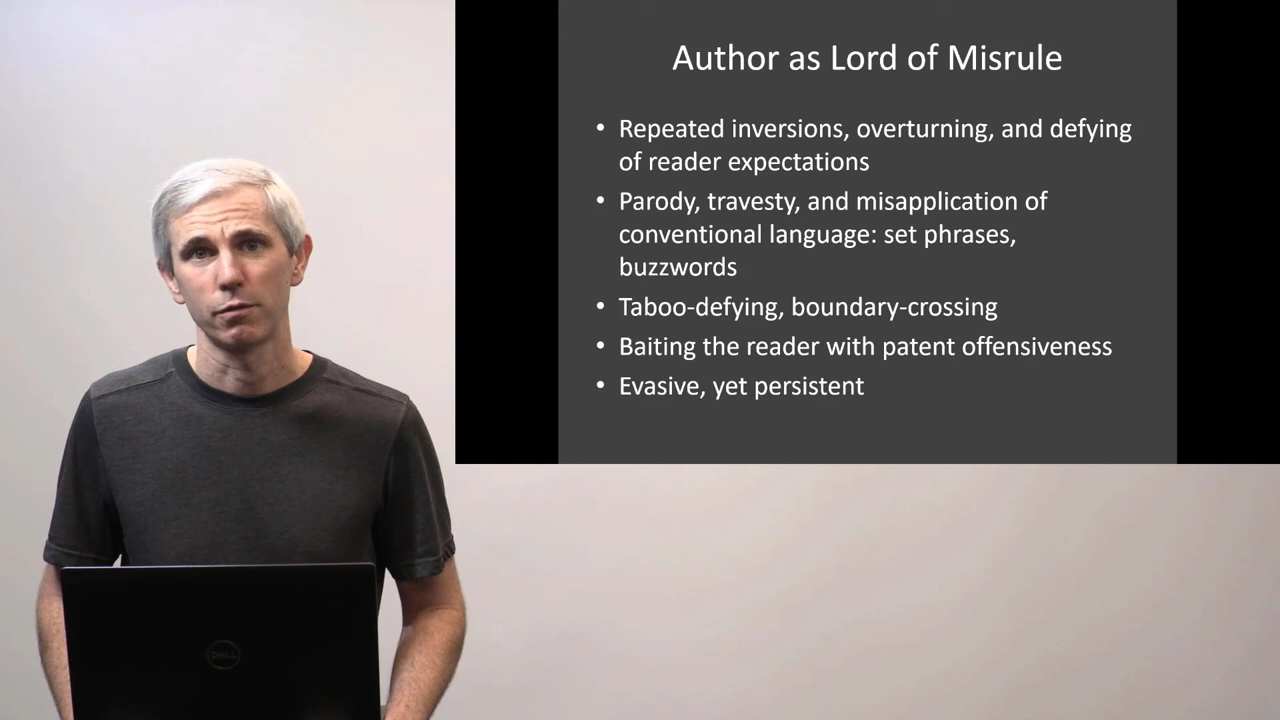 Author as Lord of Misrule
• Repeated inversions, overturning, and defying
of reader expectations
• Parody, travesty, and misapplication of
conventional language: set phrases,
buzzwords
• Taboo-defying, boundary-crossing
• Baiting the reader with patent offensiveness
• Evasive, yet persistent
DELL